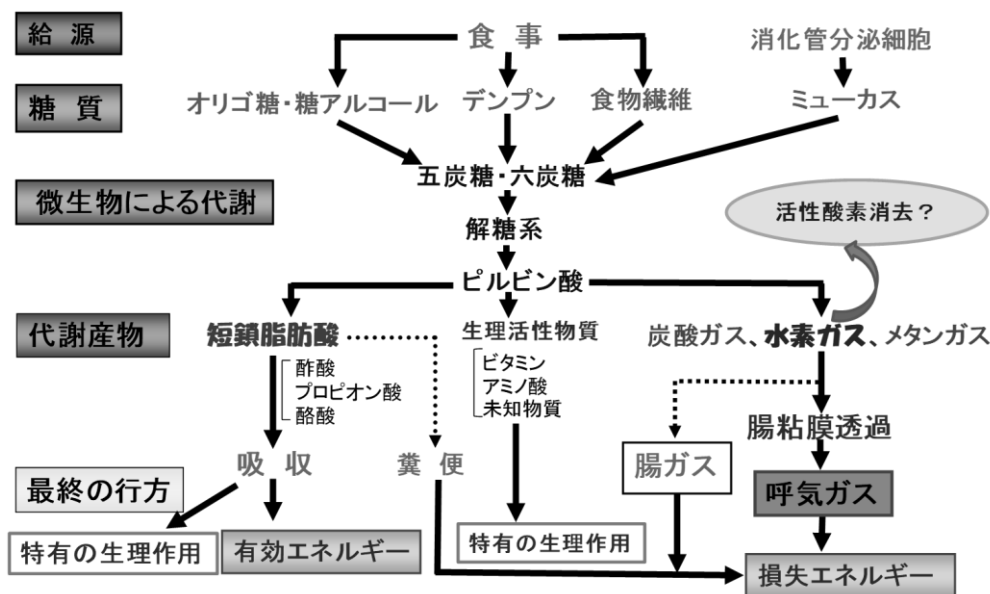 給 源
食 事
消化管分泌細胞
糖 質
オリゴ糖・糖アルコール
デンプン
食物繊維
ミューカス
五炭糖・六炭糖
微生物による代謝
活性酸素消去？
解糖系
ピルビン酸
代謝産物
短鎖脂肪酸
生理活性物質
炭酸ガス、水素ガス、メタンガス
酢酸
プロピオン酸
酪酸
ビタミン
アミノ酸
未知物質
腸粘膜透過
吸 収
糞 便
腸ガス
最終の行方
呼気ガス
特有の生理作用
有効エネルギー
特有の生理作用
損失エネルギー